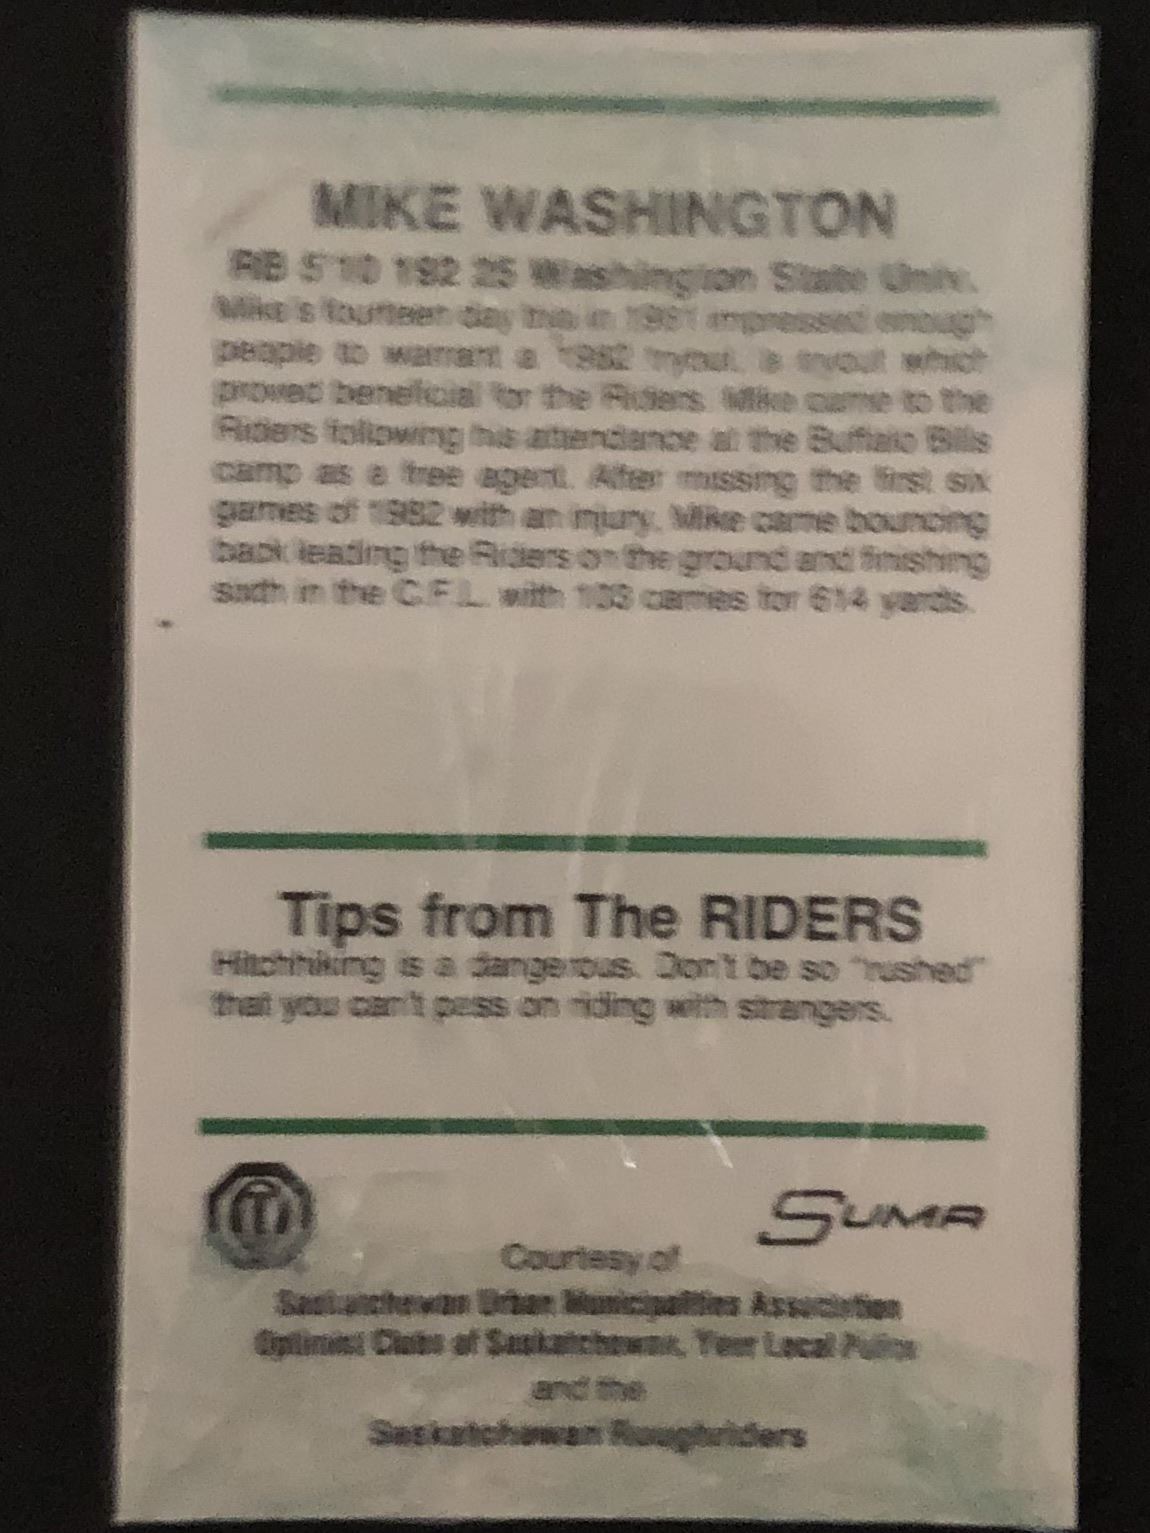 MIKE WASHINGTON
RB 5'10 192 25 Washington State Univ.
Mike's fourteen day trial in 1981 impressed enough
people to warrant a 1982 tryout, a tryout which
proved beneficial for the Riders. Mike came to the
Riders following his attendance at the Buffalo Bills
camp as a free agent. After missing the first six
games of 1982 with an injury, Mike came bouncing
back leading the Riders on the ground and finishing
sixth in the C.F.L. with 103 carries for 614 yards.
Tips from The RIDERS
Hitchhiking is a dangerous. Don't be so "rushed"
that you can't pass on riding with strangers.
SUMA
Courtesy of
Saskatchewan Urban Municipalities Association
Optimist Clubs of Saskatchewan, Your Local Police
and the
Saskatchewan Roughriders